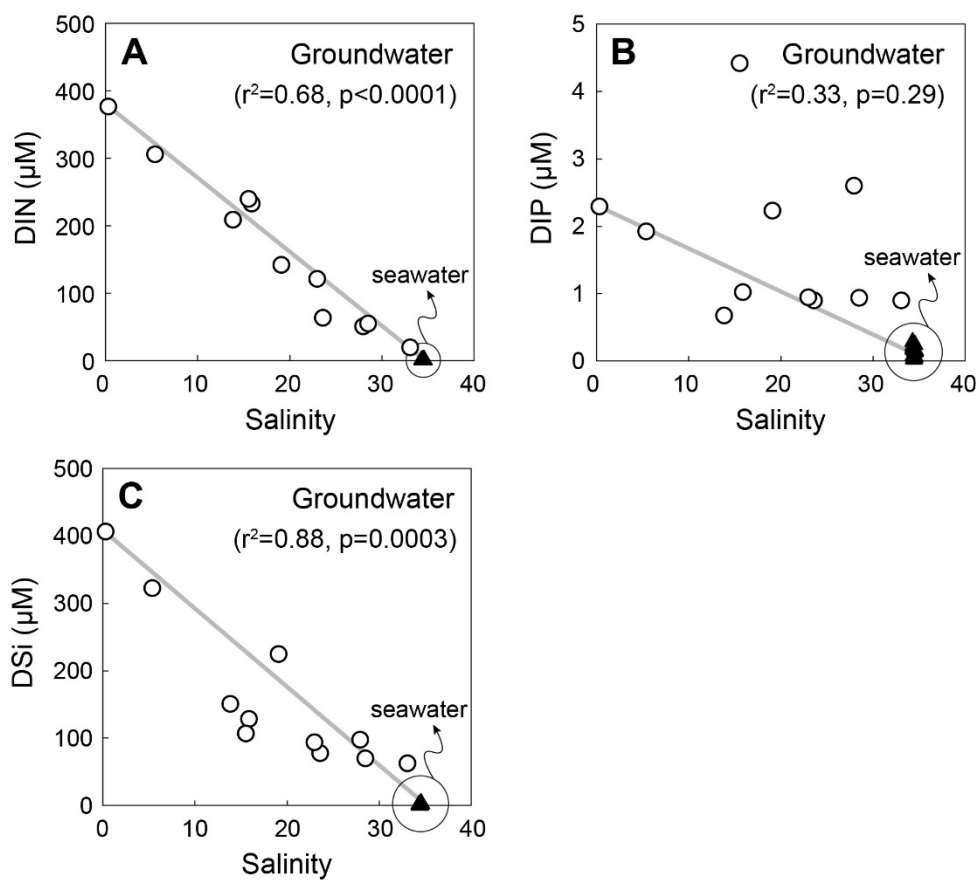 A
Groundwater
(r²=0.68, p<0.0001)
500
400
300
200
100
0
DIN (μM)
seawater
0 10 20 30 40
Salinity
B
Groundwater
(r²=0.33, p=0.29)
5
4
3
2
1
0
DIP (μM)
seawater
0 10 20 30 40
Salinity
C
Groundwater
(r²=0.88, p=0.0003)
500
400
300
200
100
0
DSi (μM)
seawater
0 10 20 30 40
Salinity